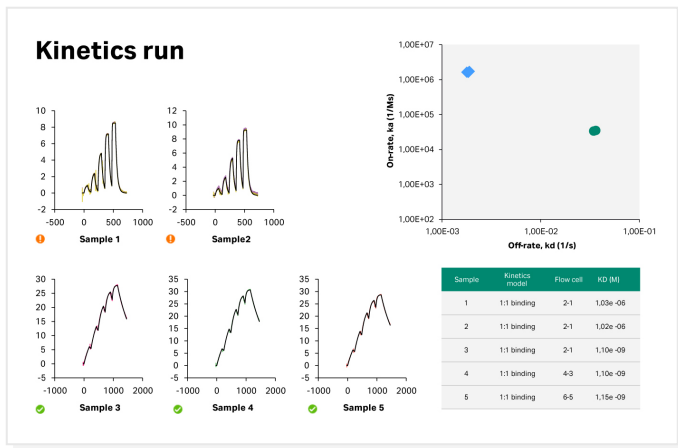 Kinetics run
10
8
6
4
2
0
-2
-500 0 500 1000
Sample 1
12
10
8
6
4
2
0
-2
-500 0 500 1000
Sample2
30
25
20
15
10
5
0
-5
-1000 0 1000 2000
Sample 3
35
30
25
20
15
10
5
0
-5
-1000 0 1000 2000
Sample 4
35
30
25
20
15
10
5
0
-5
-1000 0 1000 2000
Sample 5
On-rate, ka (1/Ms)
1,00E+07
1,00E+06
1,00E+05
1,00E+04
1,00E+03
1,00E+02
1,00E-03 1,00E-02 1,00E-01
Off-rate, kd (1/s)
Sample Kinetics model Flow cell KD (M)
1 1:1 binding 2-1 1,03e -06
2 1:1 binding 2-1 1,02e -06
3 1:1 binding 2-1 1,10e -09
4 1:1 binding 4-3 1,10e -09
5 1:1 binding 6-5 1,15e -09